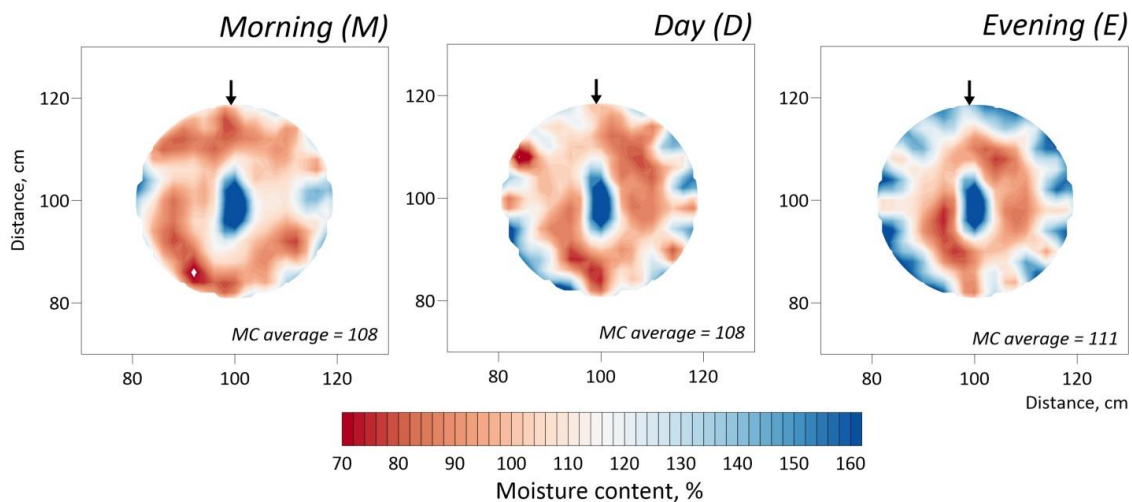 Morning (M)
Day (D)
Evening (E)
120
100
80
Distance, cm
MC average = 108
80
100
120
120
100
80
MC average = 108
80
100
120
120
100
80
MC average = 111
80
100
120
Distance, cm
70 80 90 100 110 120 130 140 150 160
Moisture content, %